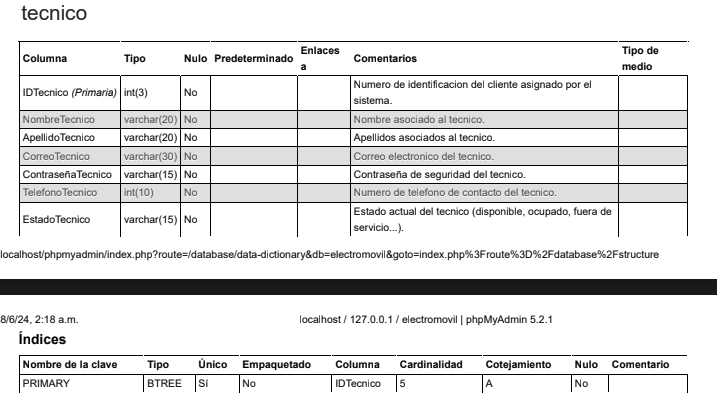 tecnico
Columna Tipo Nulo Predeterminado Enlaces a Comentarios Tipo de medio
IDTecnico (Primaria) int(3) No Numero de identificacion del cliente asignado por el sistema.
NombreTecnico varchar(20) No Nombre asociado al tecnico.
ApellidoTecnico varchar(20) No Apellidos asociados al tecnico.
CorreoTecnico varchar(30) No Correo electronico del tecnico.
ContraseñaTecnico varchar(15) No Contraseña de seguridad del tecnico.
TelefonoTecnico int(10) No Numero de telefono de contacto del tecnico.
EstadoTecnico varchar(15) No Estado actual del tecnico (disponible, ocupado, fuera de servicio...).
localhost/phpmyadmin/index.php?route=/database/data-dictionary&db=electromovil&goto=index.php%3Froute%3D%2Fdatabase%2Fstructure
8/6/24, 2:18 a.m. localhost / 127.0.0.1 / electromovil | phpMyAdmin 5.2.1
Índices
Nombre de la clave Tipo Único Empaquetado Columna Cardinalidad Cotejamiento Nulo Comentario
PRIMARY BTREE Sí No IDTecnico 5 A No